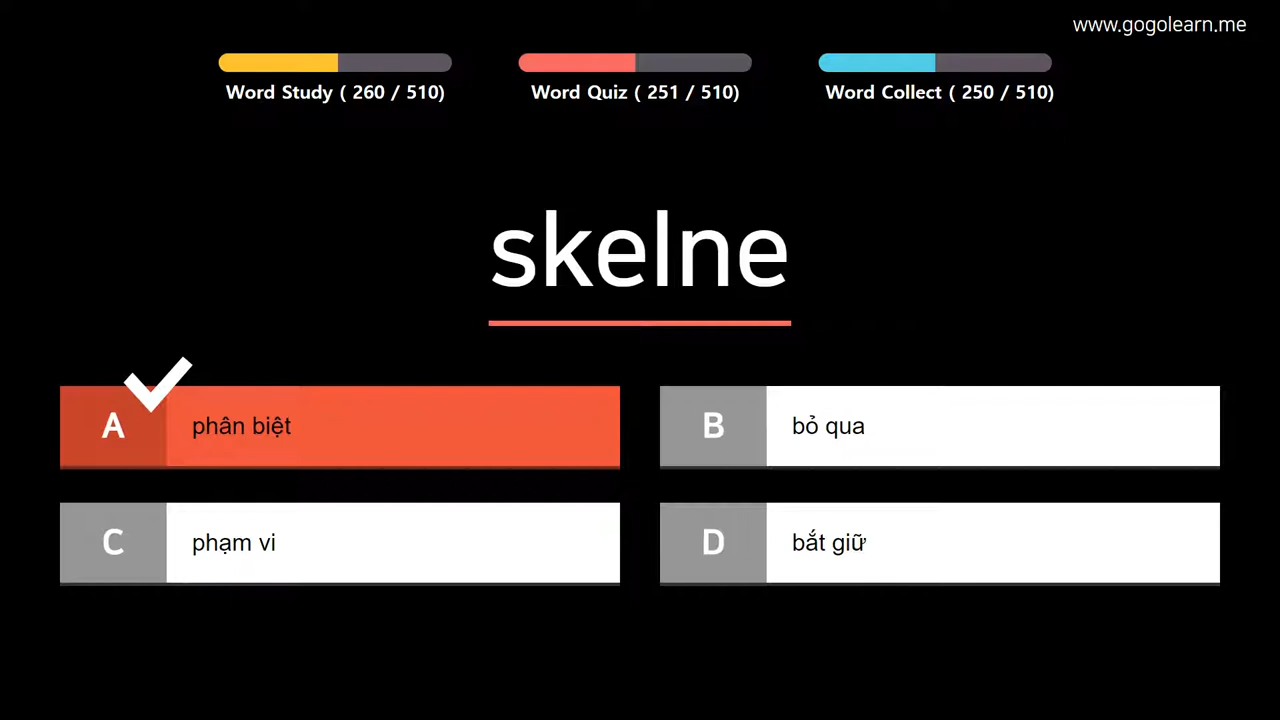 www.gogolearn.me
Word Study ( 260 / 510)
Word Quiz ( 251 / 510)
Word Collect ( 250 / 510)
skelne
A phân biệt
B bỏ qua
C phạm vi
D bắt giữ